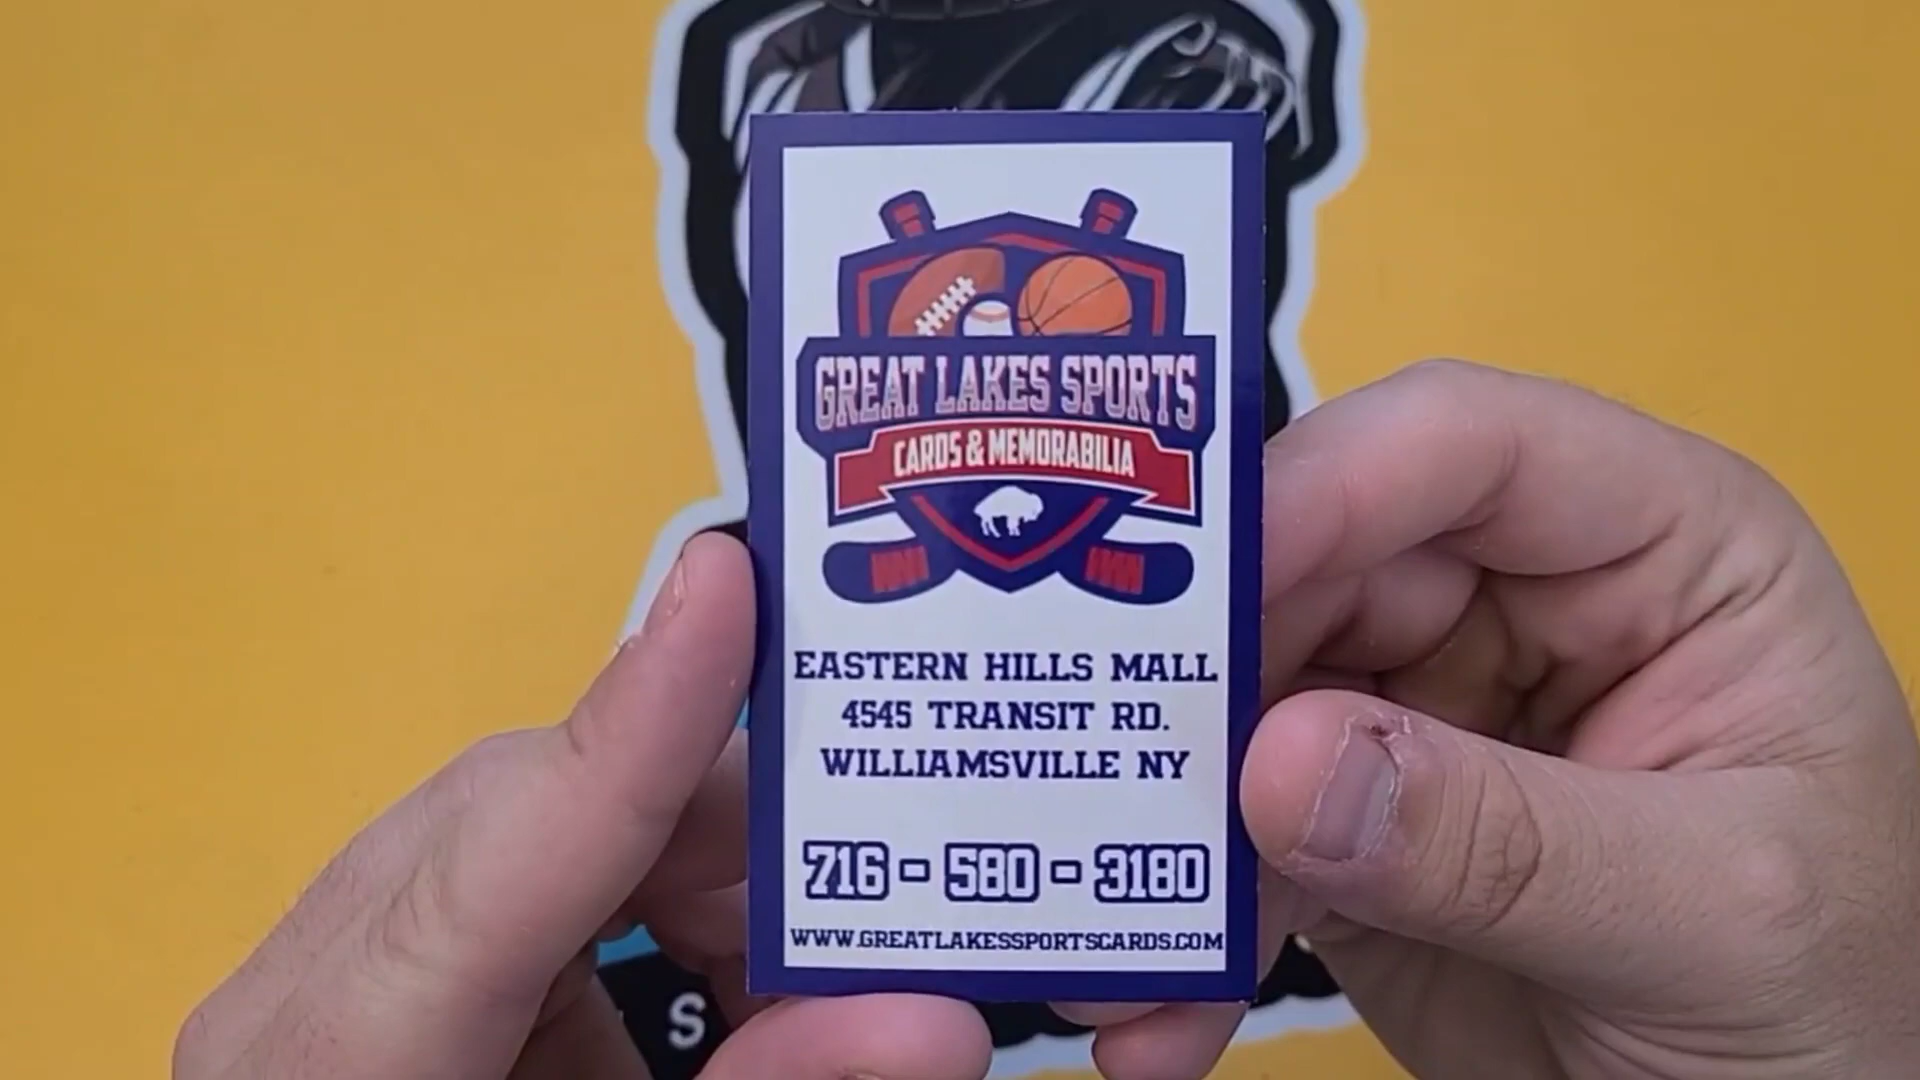 GREAT LAKES SPORTS
CARDS & MEMORABILIA
EASTERN HILLS MALL
4545 TRANSIT RD.
WILLIAMSVILLE NY
716 - 580 - 3180
WWW.GREATLAKESSPORTSCARDS.COM
S